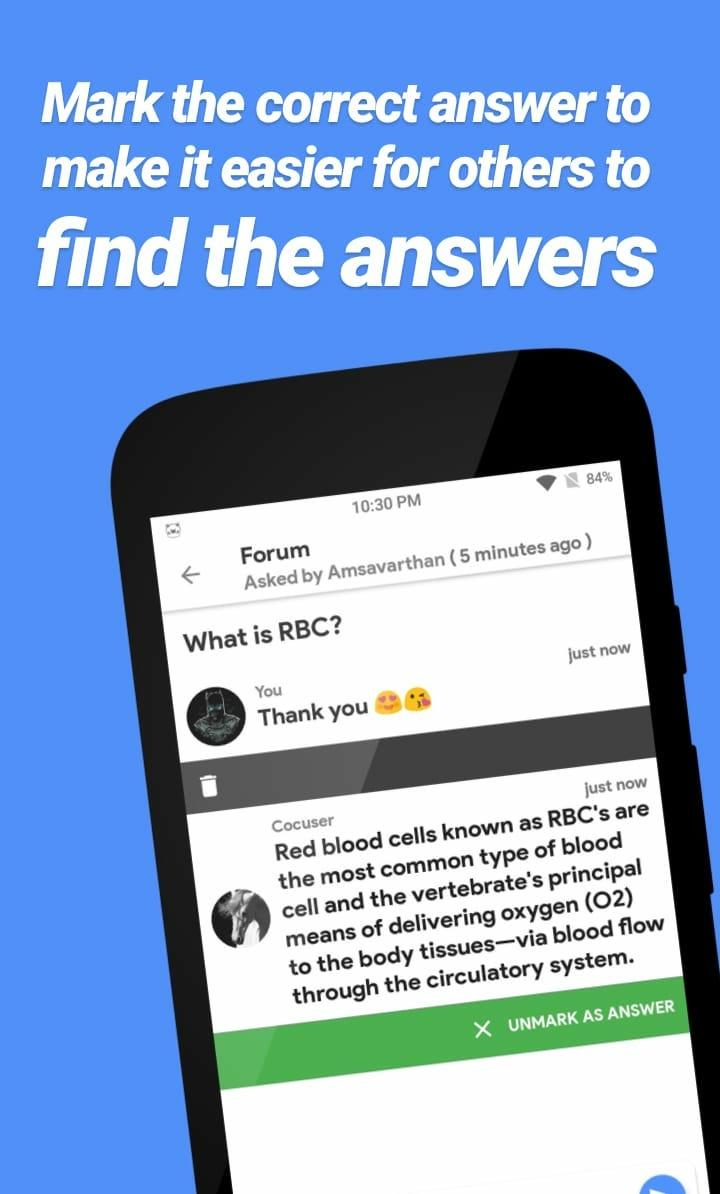 Mark the correct answer to
make it easier for others to
find the answers
10:30 PM
84%
Forum
Asked by Amsavarthan ( 5 minutes ago )
What is RBC?
just now
You
Thank you 😍😘
just now
Cocuser
Red blood cells known as RBC's are
the most common type of blood
cell and the vertebrate's principal
means of delivering oxygen (O2)
to the body tissues—via blood flow
through the circulatory system.
UNMARK AS ANSWER